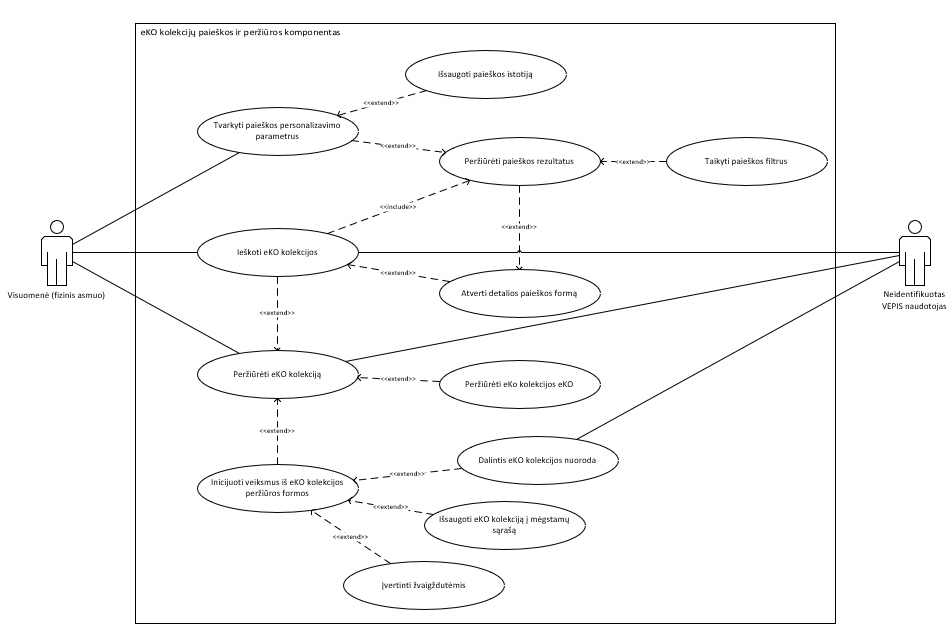 eKO kolekcijų paieškos ir peržiūros komponentas
Išsaugoti paieškos istotiją
<<extend>>
Tvarkyti paieškos personalizavimo
parametrus
<<extend>>
Peržiūrėti paieškos rezultatus
<<extend>>
Taikyti paieškos filtrus
<<include>>
<<extend>>
Ieškoti eKO kolekcijos
<<extend>>
Atverti detalios paieškos formą
Visuomenė (fizinis asmuo)
Neidentifikuotas
VEPIS naudotojas
<<extend>>
Peržiūrėti eKO kolekciją
<<extend>>
Peržiūrėti eKo kolekcijos eKO
<<extend>>
Dalintis eKO kolekcijos nuoroda
<<extend>>
Inicijuoti veiksmus iš eKO kolekcijos
peržiūros formos
<<extend>>
Išsaugoti eKO kolekciją į mėgstamų
sąrašą
<<extend>>
Įvertinti žvaigždutėmis